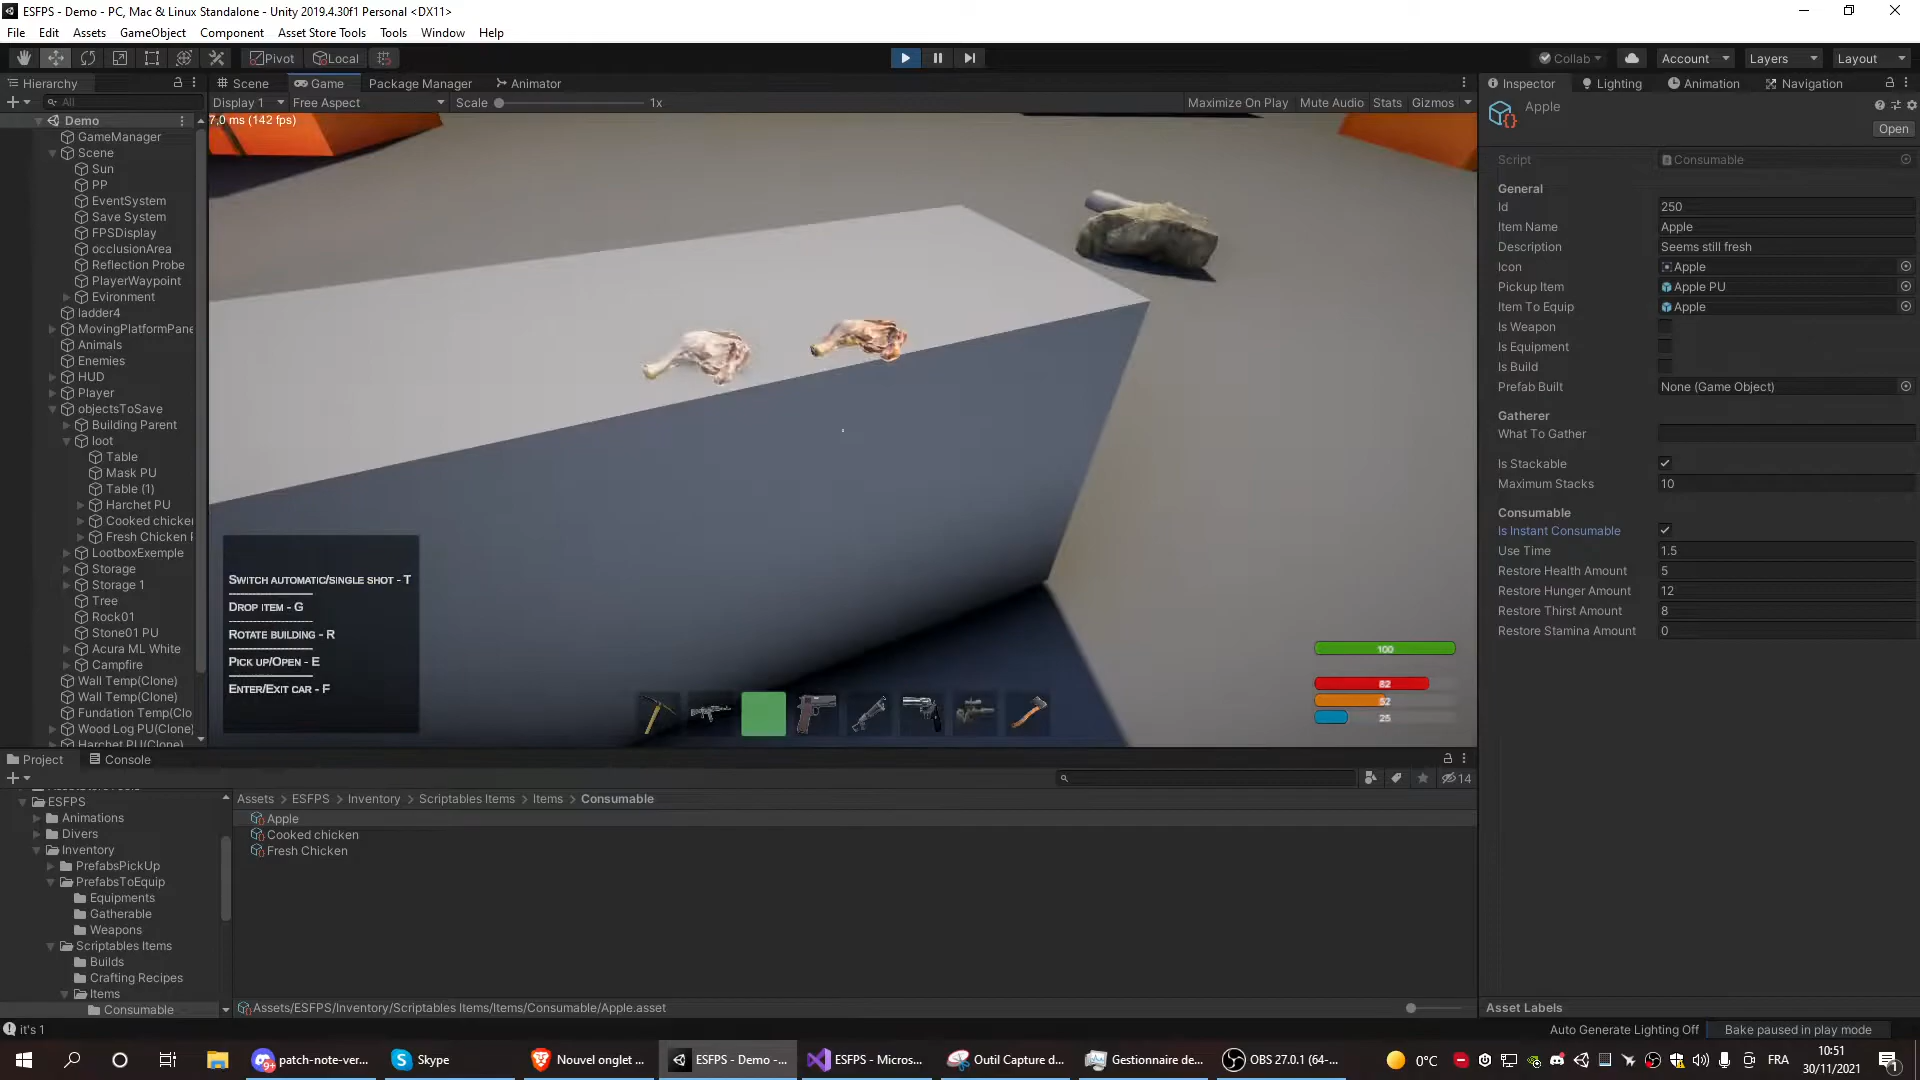 ESFPS - Demo - PC, Mac & Linux Standalone - Unity 2019.4.30f1 Personal <DX11>
File Edit Assets GameObject Component Asset Store Tools Tools Window Help
Pivot Local Collab Account Layers Layout
Hierarchy Scene Game Package Manager Animator Inspector Lighting Animation Navigation
All Display 1 Free Aspect Scale 1x Maximize On Play Mute Audio Stats Gizmos Apple
Open
Demo
7,0 ms (142 fps)
GameManager
Scene
Sun
PP
EventSystem
Save System
FPSDisplay
occlusionArea
Reflection Probe
PlayerWaypoint
Evironment
ladder4
MovingPlatformPane
Animals
Enemies
HUD
Player
objectsToSave
Building Parent
loot
Table
Mask PU
Table (1)
Harchet PU
Cooked chicke
Fresh Chicken
LootboxExemple
Storage
Storage 1
Tree
Rock01
Stone01 PU
Acura ML White
Campfire
Wall Temp(Clone)
Wall Temp(Clone)
Fundation Temp(Clo
Wood Log PU(Clone)
Harchet PU(Clone)
SWITCH AUTOMATIC/SINGLE SHOT - T
DROP ITEM - G
ROTATE BUILDING - R
PICK UP/OPEN - E
ENTER/EXIT CAR - F
100
82
52
25
Script Consumable
General
Id 250
Item Name Apple
Description Seems still fresh
Icon Apple
Pickup Item Apple PU
Item To Equip Apple
Is Weapon
Is Equipment
Is Build
Prefab Built None (Game Object)
Gatherer
What To Gather
Is Stackable
Maximum Stacks 10
Consumable
Is Instant Consumable
Use Time 1.5
Restore Health Amount 5
Restore Hunger Amount 12
Restore Thirst Amount 8
Restore Stamina Amount 0
Project Console
14
ESFPS
Animations
Divers
Inventory
PrefabsPickUp
PrefabsToEquip
Equipments
Gatherable
Weapons
Scriptables Items
Builds
Crafting Recipes
Items
Consumable
Assets > ESFPS > Inventory > Scriptables Items > Items > Consumable
Apple
Cooked chicken
Fresh Chicken
Assets/ESFPS/Inventory/Scriptables Items/Items/Consumable/Apple.asset
Asset Labels
it's 1
Auto Generate Lighting Off Bake paused in play mode
9+ patch-note-ver... Skype Nouvel onglet ... ESFPS - Demo -... ESFPS - Micros... Outil Capture d... Gestionnaire de... OBS 27.0.1 (64-... 0°C FRA 10:51
30/11/2021
1